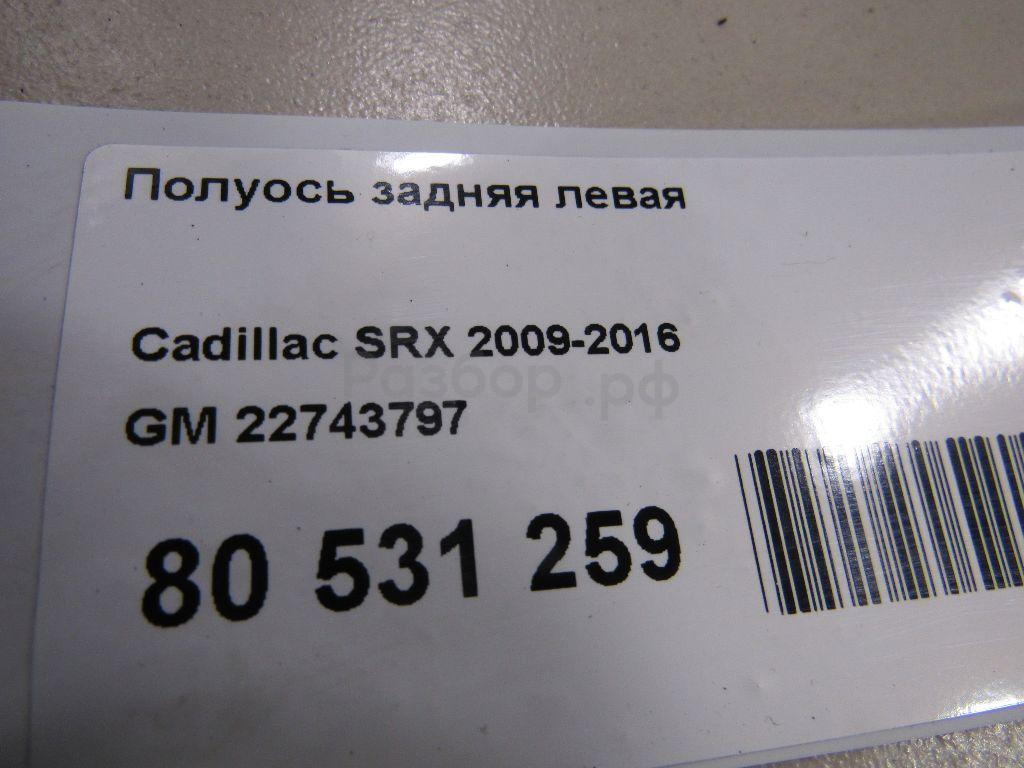 Полуось задняя левая
Cadillac SRX 2009-2016
Разбор.рф
GM 22743797
80 531 259